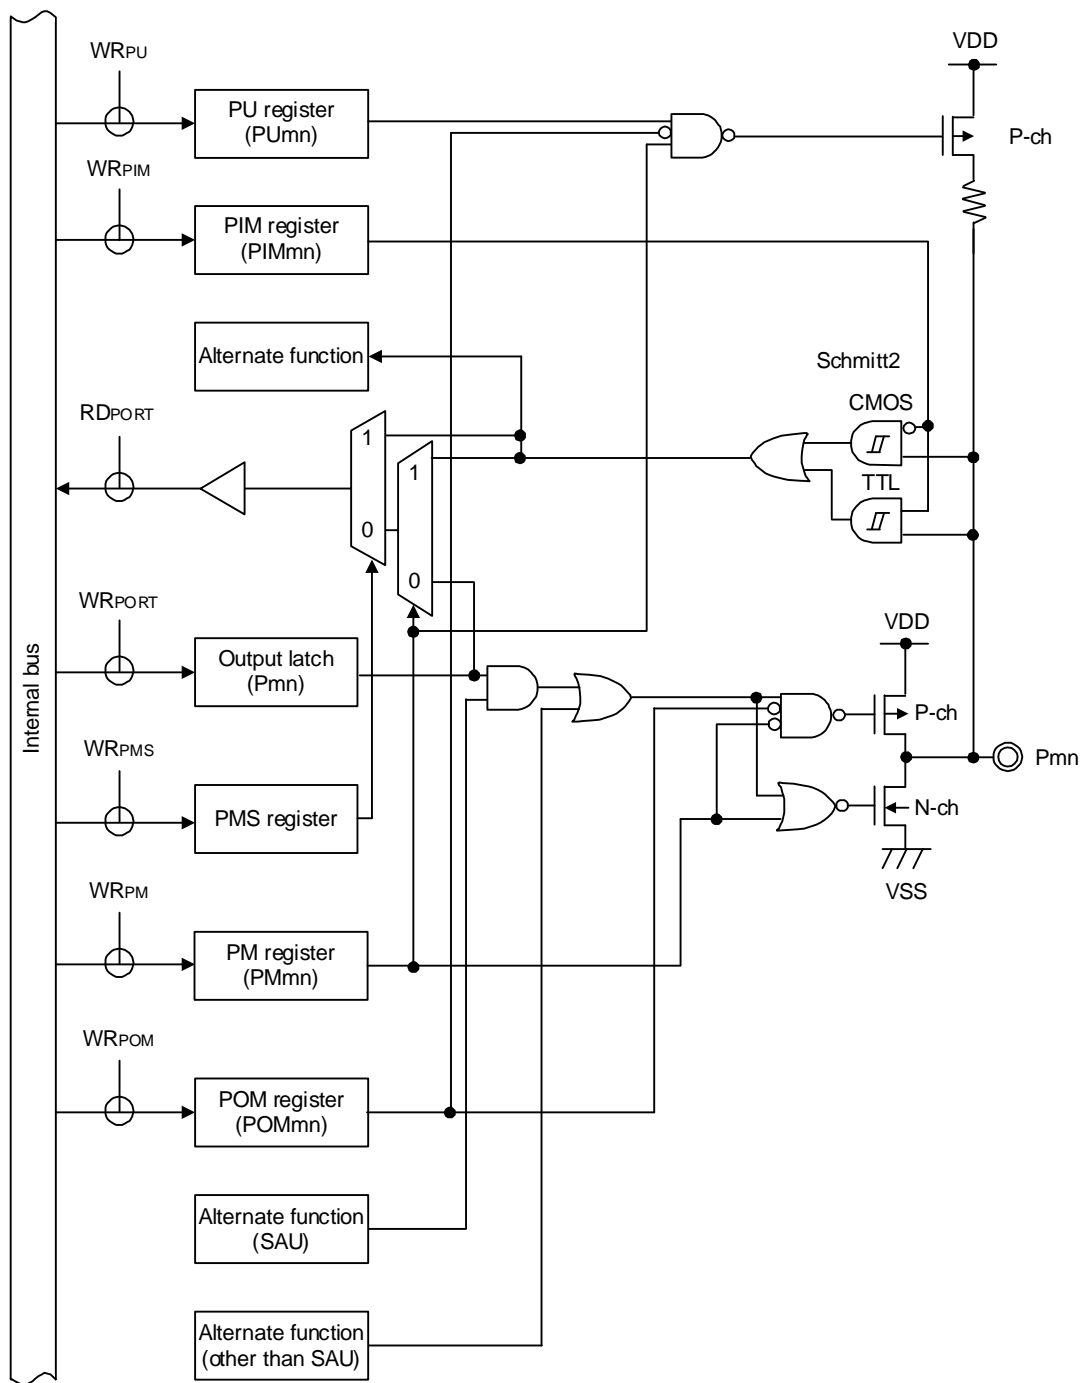 WRPU
VDD
PU register
(PUmn)
P-ch
WRPIM
PIM register
(PIMmn)
Alternate function
Schmitt2
CMOS
RDPORT
1
1
TTL
0
0
WRPORT
VDD
Output latch
(Pmn)
P-ch
Internal bus
WRPMS
Pmn
PMS register
N-ch
VSS
WRPM
PM register
(PMmn)
WRPOM
POM register
(POMmn)
Alternate function
(SAU)
Alternate function
(other than SAU)